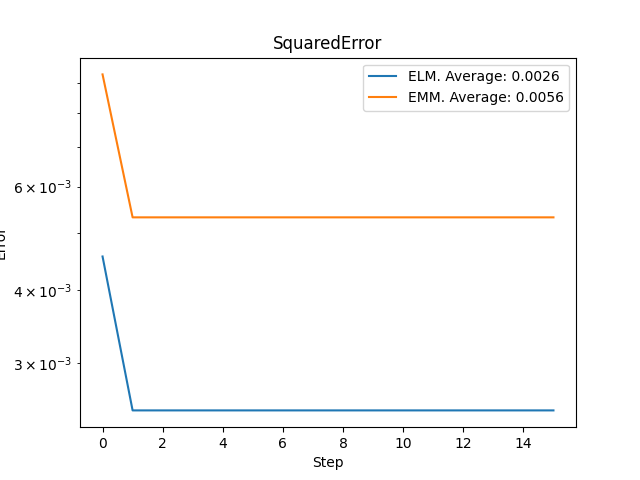 SquaredError
ELM. Average: 0.0026
EMM. Average: 0.0056
6 × 10⁻³
4 × 10⁻³
3 × 10⁻³
Error
0 2 4 6 8 10 12 14
Step